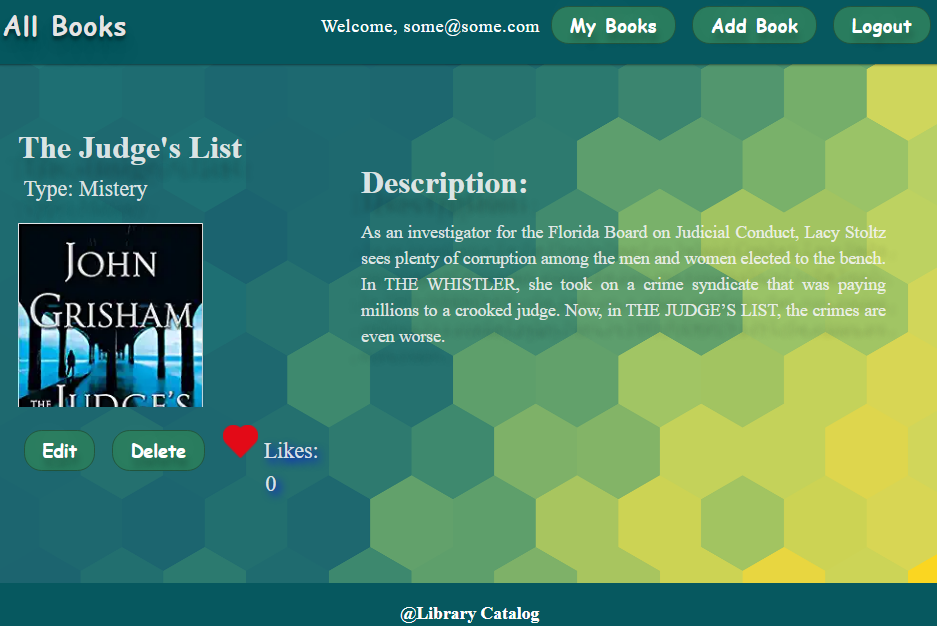 All Books
Welcome, some@some.com
My Books
Add Book
Logout
The Judge's List
Type: Mistery
JOHN
GRISHAM
THE JUDGE'S
Edit
Delete
Likes:
0
Description:
As an investigator for the Florida Board on Judicial Conduct, Lacy Stoltz
sees plenty of corruption among the men and women elected to the bench.
In THE WHISTLER, she took on a crime syndicate that was paying
millions to a crooked judge. Now, in THE JUDGE’S LIST, the crimes are
even worse.
@Library Catalog